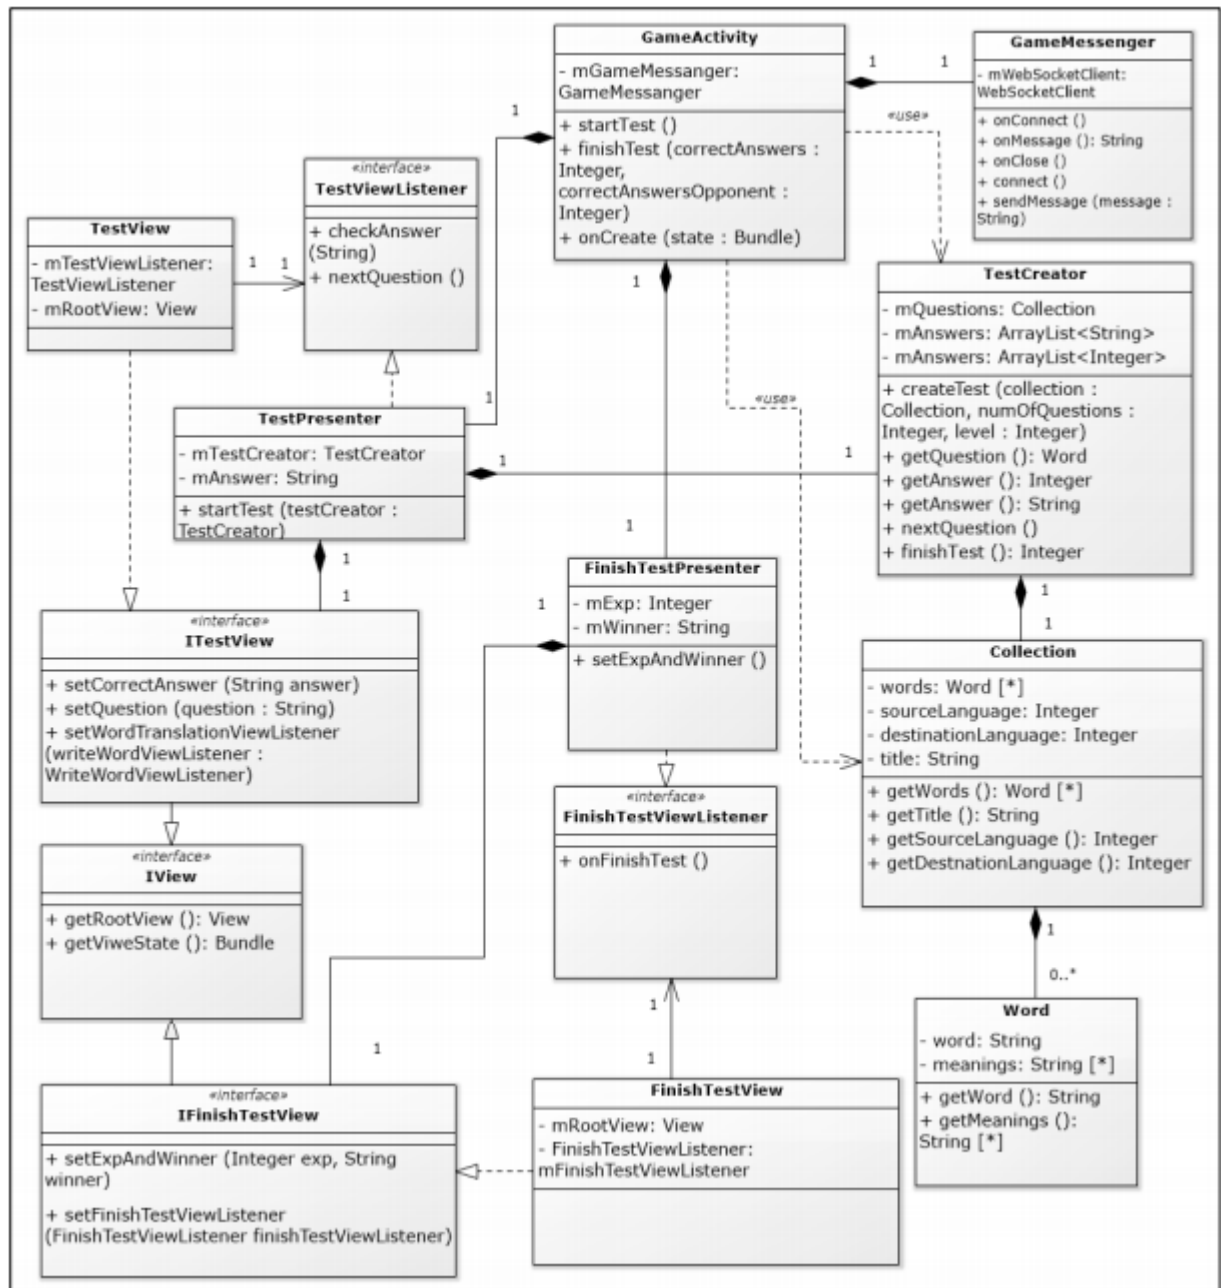 GameActivity
- mGameMessanger:
GameMessanger
+ startTest ()
+ finishTest (correctAnswers :
Integer,
correctAnswersOpponent :
Integer)
+ onCreate (state : Bundle)
1
1
GameMessenger
- mWebSocketClient:
WebSocketClient
+ onConnect ()
+ onMessage (): String
+ onClose ()
+ connect ()
+ sendMessage (message :
String)
«use»
1
«interface»
TestViewListener
+ checkAnswer
(String)
+ nextQuestion ()
TestView
- mTestViewListener:
TestViewListener
- mRootView: View
1
1
1
TestCreator
- mQuestions: Collection
- mAnswers: ArrayList<String>
- mAnswers: ArrayList<Integer>
+ createTest (collection :
Collection, numOfQuestions :
Integer, level : Integer)
+ getQuestion (): Word
+ getAnswer (): Integer
+ getAnswer (): String
+ nextQuestion ()
+ finishTest (): Integer
1
«use»
TestPresenter
- mTestCreator: TestCreator
- mAnswer: String
+ startTest (testCreator :
TestCreator)
1
1
1
1
1
FinishTestPresenter
- mExp: Integer
- mWinner: String
+ setExpAndWinner ()
1
1
1
«interface»
ITestView
+ setCorrectAnswer (String answer)
+ setQuestion (question : String)
+ setWordTranslationViewListener
(writeWordViewListener :
WriteWordViewListener)
Collection
- words: Word [*]
- sourceLanguage: Integer
- destinationLanguage: Integer
- title: String
+ getWords (): Word [*]
+ getTitle (): String
+ getSourceLanguage (): Integer
+ getDestnationLanguage (): Integer
«interface»
FinishTestViewListener
+ onFinishTest ()
«interface»
IView
+ getRootView (): View
+ getViweState (): Bundle
1
0..*
1
1
1
Word
- word: String
- meanings: String [*]
+ getWord (): String
+ getMeanings ():
String [*]
«interface»
IFinishTestView
+ setExpAndWinner (Integer exp, String
winner)
+ setFinishTestViewListener
(FinishTestViewListener finishTestViewListener)
FinishTestView
- mRootView: View
- FinishTestViewListener:
mFinishTestViewListener